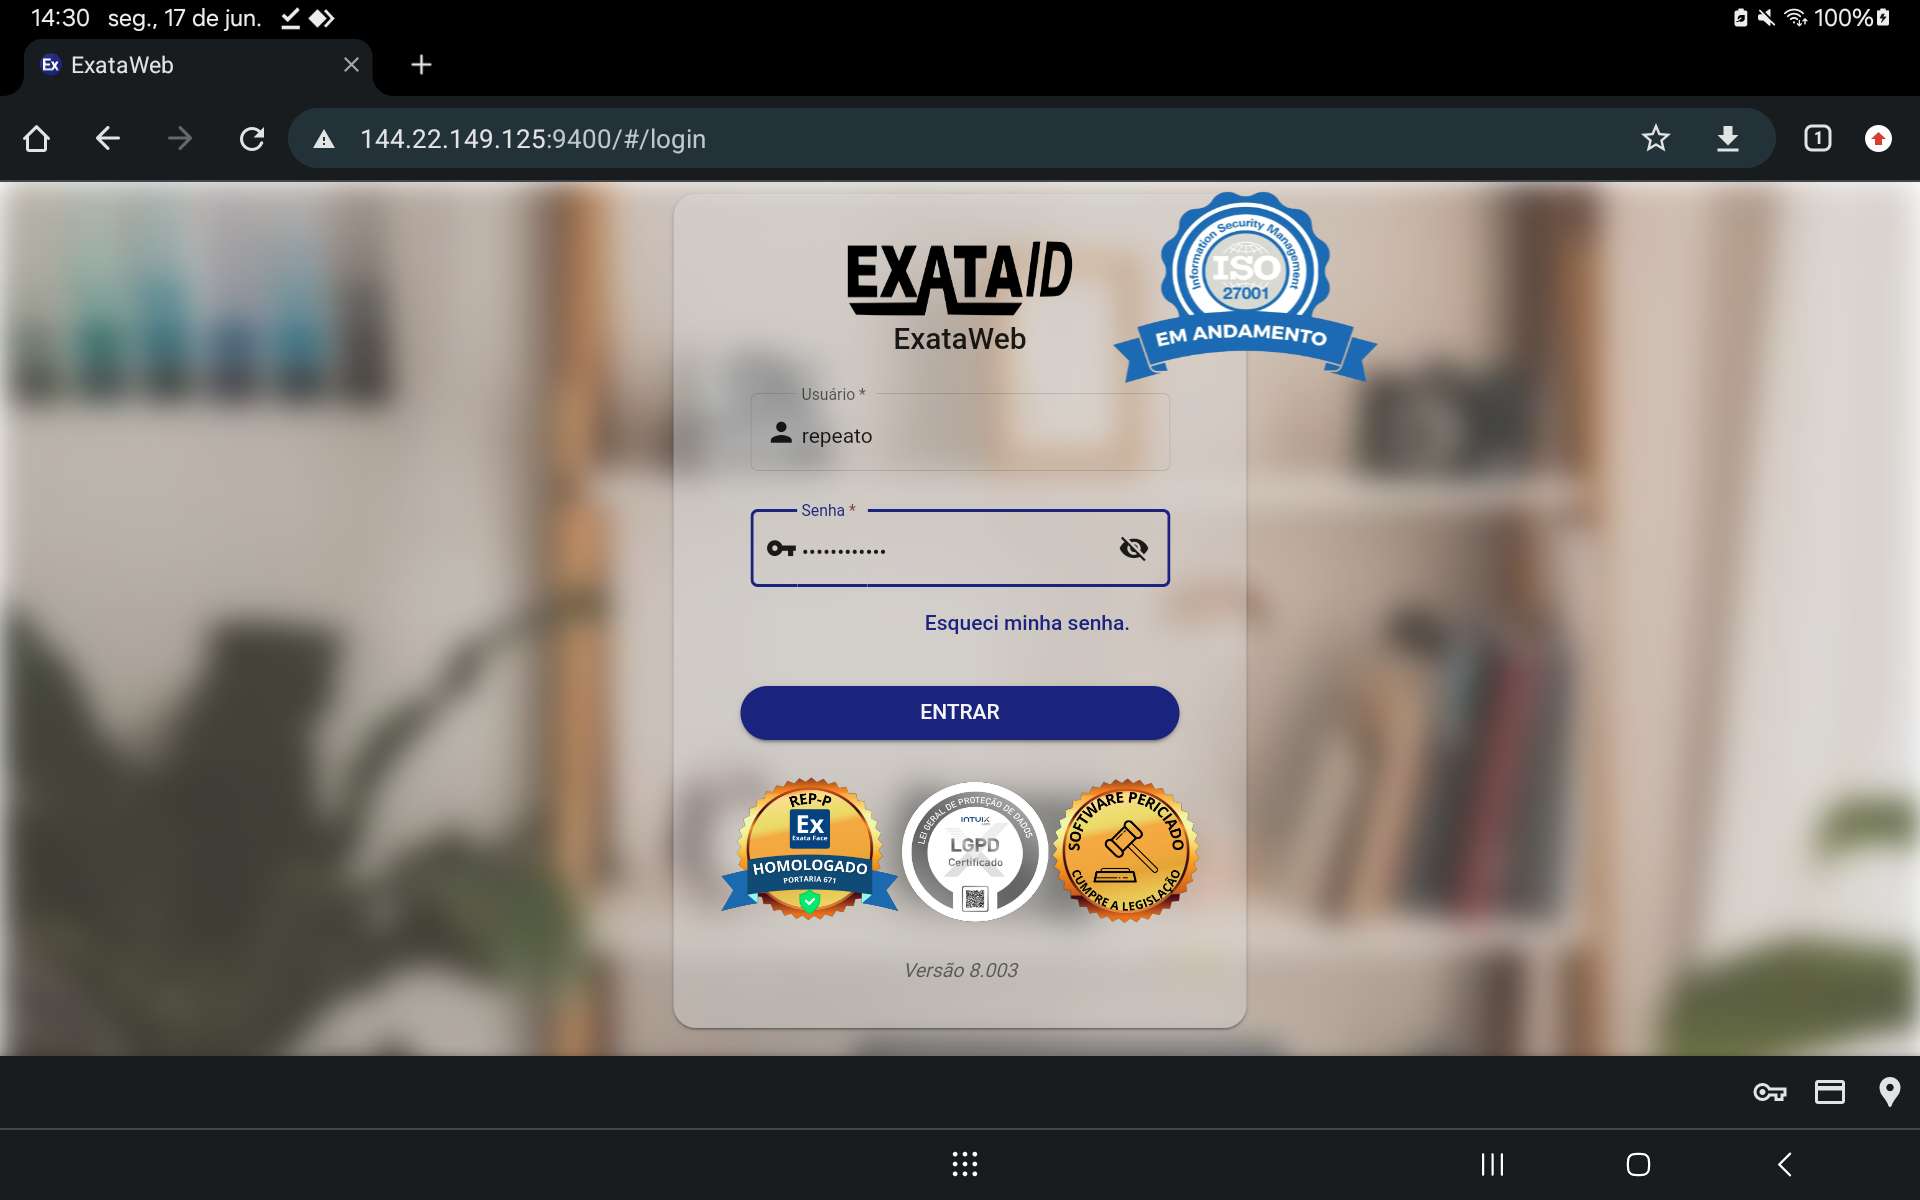 14:30 seg., 17 de jun.
100%
Ex ExataWeb
144.22.149.125:9400/#/login
1
EXATAID
ExataWeb
Information Security Management
ISO
27001
EM ANDAMENTO
Usuário *
repeato
Senha *
••••••••••••
Esqueci minha senha.
ENTRAR
REP-P
Ex
Exata Face
HOMOLOGADO
PORTARIA 671
LEI GERAL DE PROTEÇÃO DE DADOS
INTUIX
LGPD
Certificado
SOFTWARE PERICIADO
CUMPRE A LEGISLAÇÃO
Versão 8.003